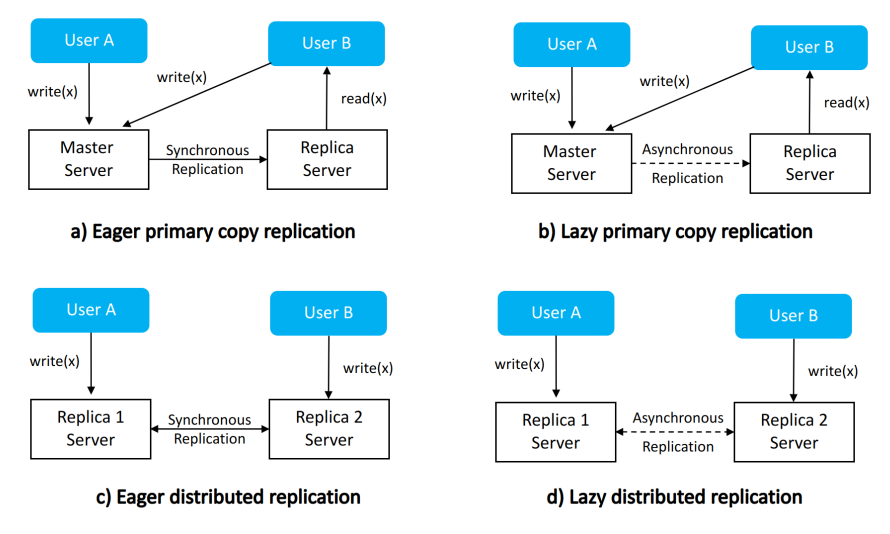 User A
User B
write(x)
write(x)
read(x)
Master
Server
Synchronous
Replication
Replica
Server
a) Eager primary copy replication
User A
User B
write(x)
write(x)
read(x)
Master
Server
Asynchronous
Replication
Replica
Server
b) Lazy primary copy replication
User A
User B
write(x)
write(x)
Replica 1
Server
Synchronous
Replication
Replica 2
Server
c) Eager distributed replication
User A
User B
write(x)
write(x)
Replica 1
Server
Asynchronous
Replication
Replica 2
Server
d) Lazy distributed replication